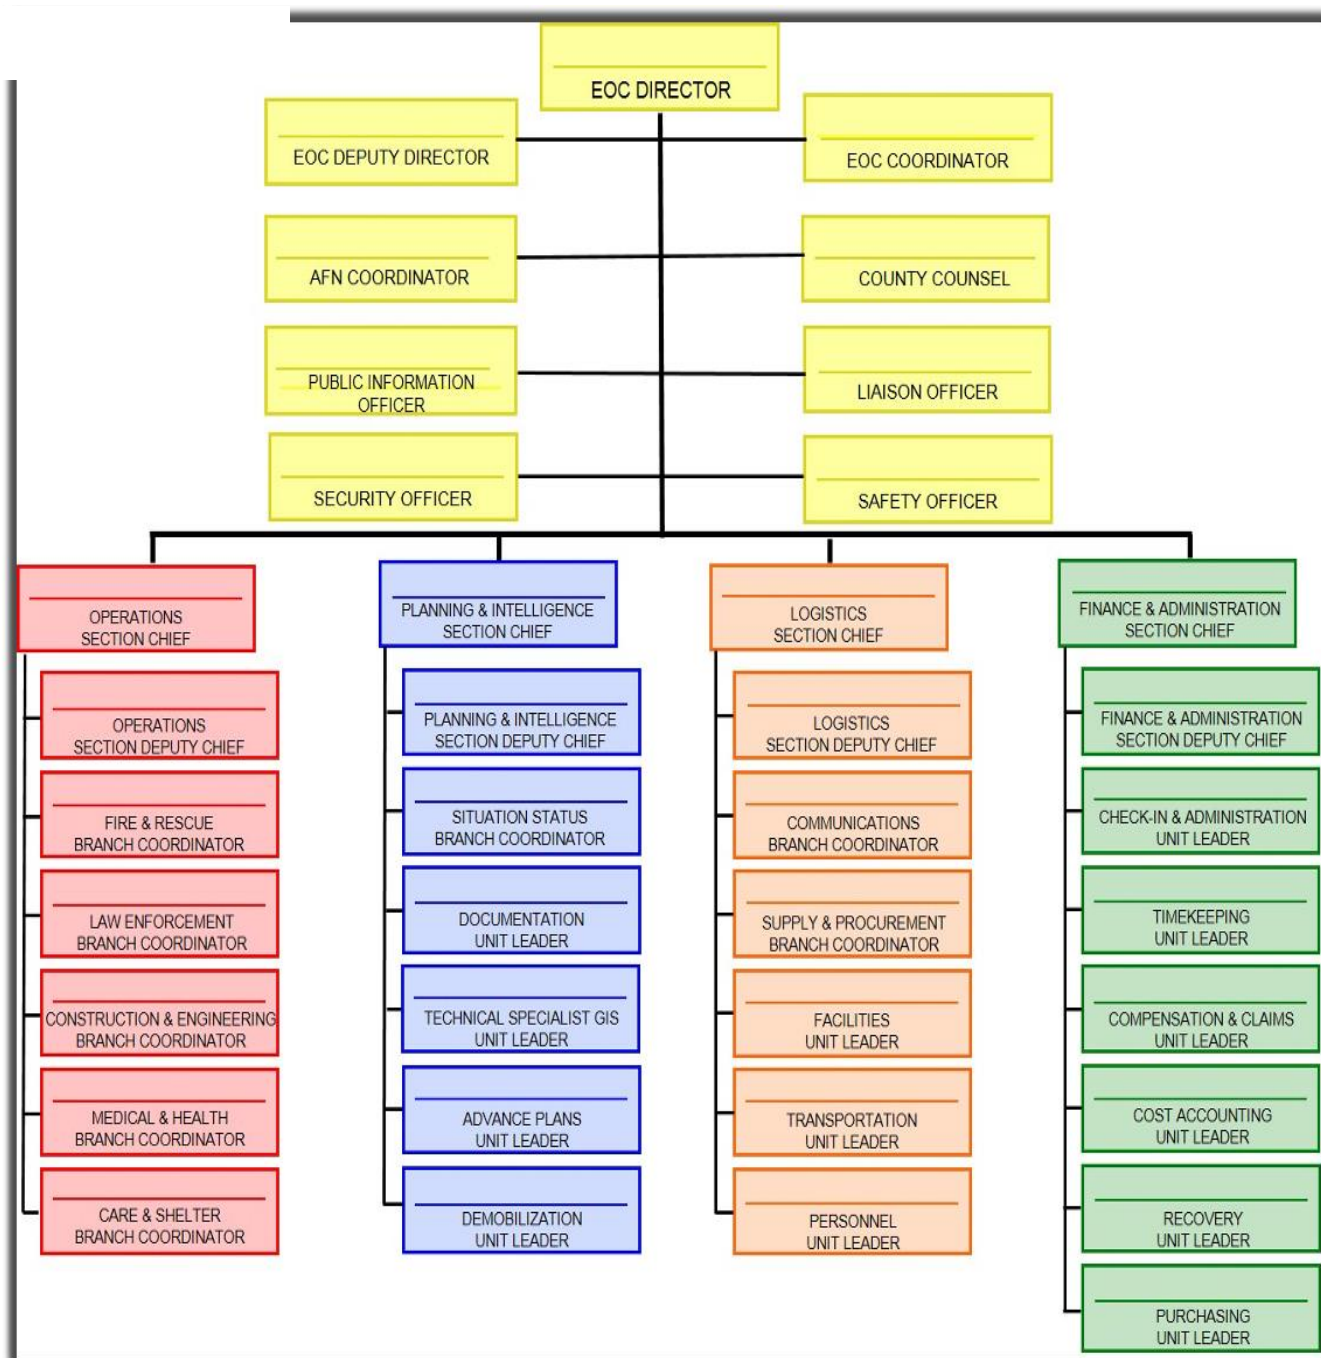 EOC DIRECTOR
EOC DEPUTY DIRECTOR
EOC COORDINATOR
AFN COORDINATOR
COUNTY COUNSEL
PUBLIC INFORMATION
OFFICER
LIAISON OFFICER
SECURITY OFFICER
SAFETY OFFICER
OPERATIONS
SECTION CHIEF
OPERATIONS
SECTION DEPUTY CHIEF
FIRE & RESCUE
BRANCH COORDINATOR
LAW ENFORCEMENT
BRANCH COORDINATOR
CONSTRUCTION & ENGINEERING
BRANCH COORDINATOR
MEDICAL & HEALTH
BRANCH COORDINATOR
CARE & SHELTER
BRANCH COORDINATOR
PLANNING & INTELLIGENCE
SECTION CHIEF
PLANNING & INTELLIGENCE
SECTION DEPUTY CHIEF
SITUATION STATUS
BRANCH COORDINATOR
DOCUMENTATION
UNIT LEADER
TECHNICAL SPECIALIST GIS
UNIT LEADER
ADVANCE PLANS
UNIT LEADER
DEMOBILIZATION
UNIT LEADER
LOGISTICS
SECTION CHIEF
LOGISTICS
SECTION DEPUTY CHIEF
COMMUNICATIONS
BRANCH COORDINATOR
SUPPLY & PROCUREMENT
BRANCH COORDINATOR
FACILITIES
UNIT LEADER
TRANSPORTATION
UNIT LEADER
PERSONNEL
UNIT LEADER
FINANCE & ADMINISTRATION
SECTION CHIEF
FINANCE & ADMINISTRATION
SECTION DEPUTY CHIEF
CHECK-IN & ADMINISTRATION
UNIT LEADER
TIMEKEEPING
UNIT LEADER
COMPENSATION & CLAIMS
UNIT LEADER
COST ACCOUNTING
UNIT LEADER
RECOVERY
UNIT LEADER
PURCHASING
UNIT LEADER